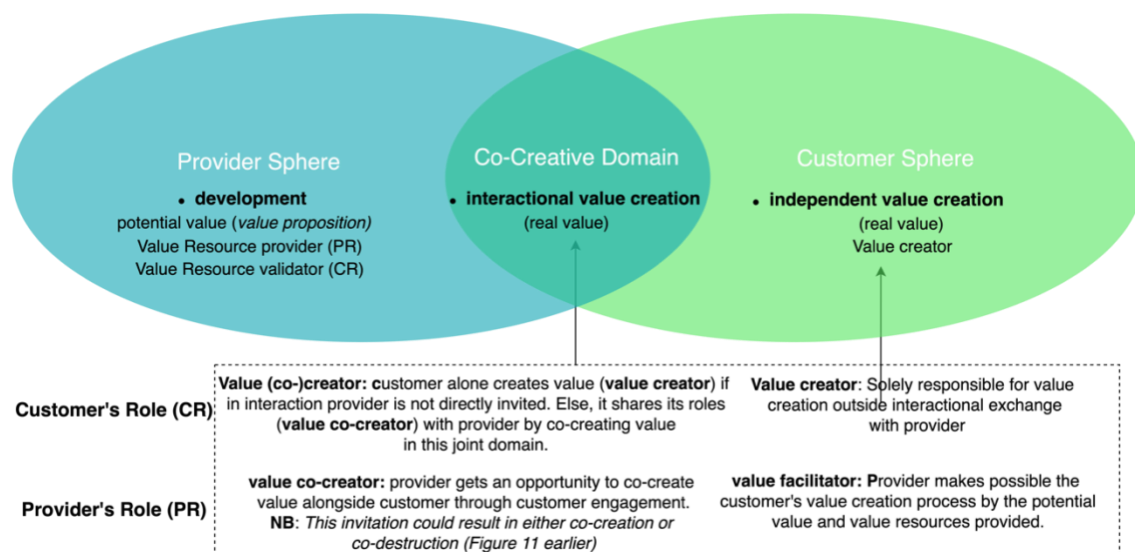 Provider Sphere
• development
potential value (value proposition)
Value Resource provider (PR)
Value Resource validator (CR)
Co-Creative Domain
• interactional value creation
(real value)
Customer Sphere
• independent value creation
(real value)
Value creator
Customer's Role (CR)
Value (co-)creator: customer alone creates value (value creator) if
in interaction provider is not directly invited. Else, it shares its roles
(value co-creator) with provider by co-creating value
in this joint domain.
Value creator: Solely responsible for value
creation outside interactional exchange
with provider
Provider's Role (PR)
value co-creator: provider gets an opportunity to co-create
value alongside customer through customer engagement.
NB: This invitation could result in either co-creation or
co-destruction (Figure 11 earlier)
value facilitator: Provider makes possible the
customer's value creation process by the potential
value and value resources provided.